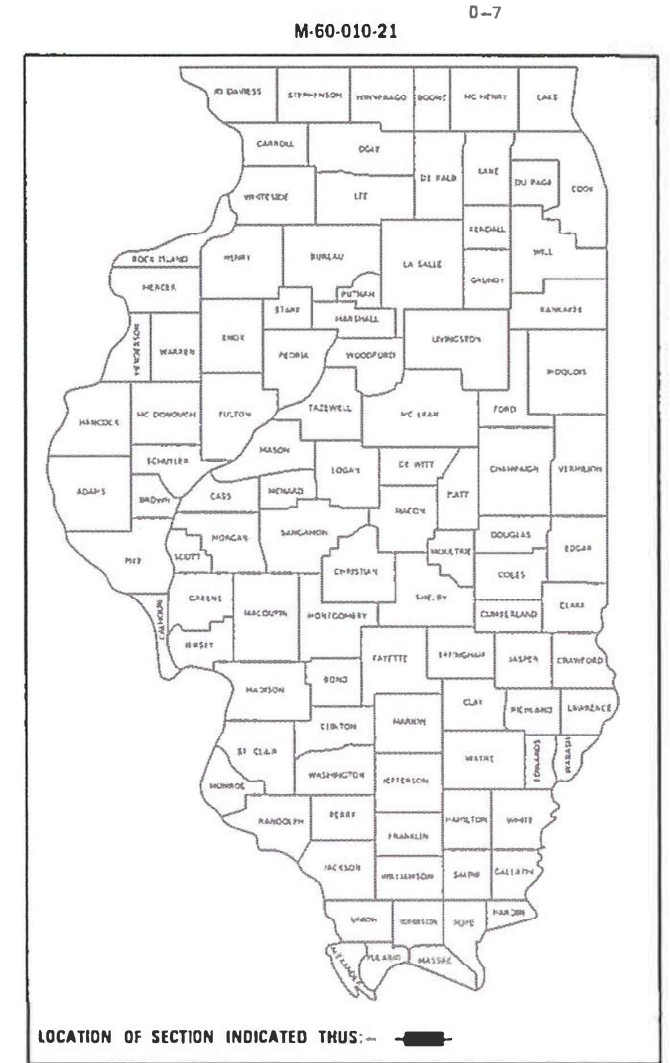 D-7
M-60-010-21
JO DAVIESS STEPHENSON WINNEBAGO BOONE MC HENRY LAKE
CARROLL OGLE
DE KALB KANE DU PAGE COOK
WHITESIDE LEE
KENDALL
ROCK ISLAND HENRY BUREAU LA SALLE WILL
GRUNDY
MERCER PUTNAM
STARK MARSHALL KANKAKEE
HENDERSON WARREN KNOX PEORIA WOODFORD LIVINGSTON
IROQUOIS
HANCOCK MC DONOUGH FULTON TAZEWELL MC LEAN FORD
MASON
SCHUYLER LOGAN DE WITT CHAMPAIGN VERMILION
ADAMS BROWN CASS MENARD PIATT
MACON
PIKE SCOTT MORGAN SANGAMON MOULTRIE DOUGLAS EDGAR
CHRISTIAN COLES
CALHOUN GREENE MACOUPIN MONTGOMERY SHELBY CUMBERLAND CLARK
JERSEY FAYETTE EFFINGHAM JASPER CRAWFORD
MADISON BOND
CLAY RICHLAND LAWRENCE
CLINTON MARION
ST CLAIR WAYNE EDWARDS WABASH
MONROE WASHINGTON JEFFERSON
RANDOLPH PERRY HAMILTON WHITE
FRANKLIN
JACKSON WILLIAMSON SALINE GALLATIN
UNION JOHNSON POPE HARDIN
ALEXANDER PULASKI MASSAC
LOCATION OF SECTION INDICATED THUS:-